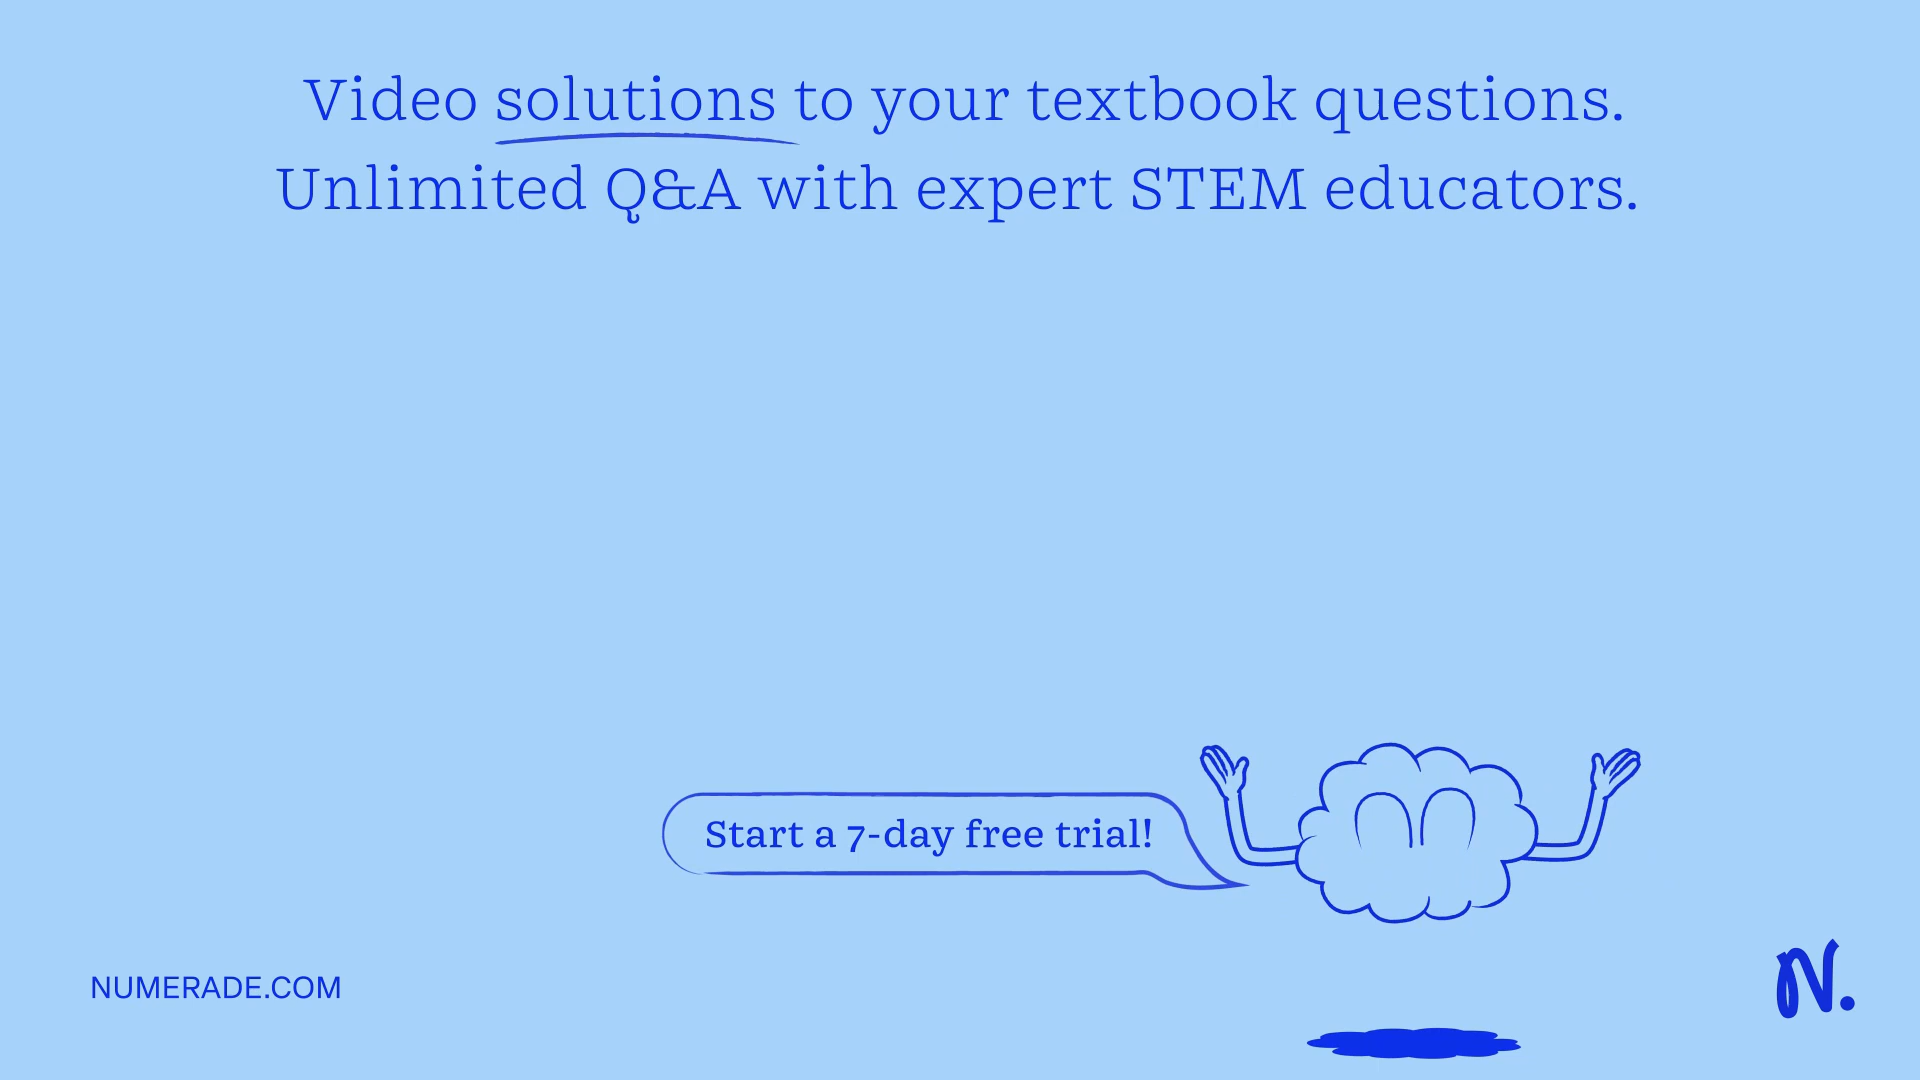 Video solutions to your textbook questions.
Unlimited Q&A with expert STEM educators.
Start a 7-day free trial!
NUMERADE.COM
N.